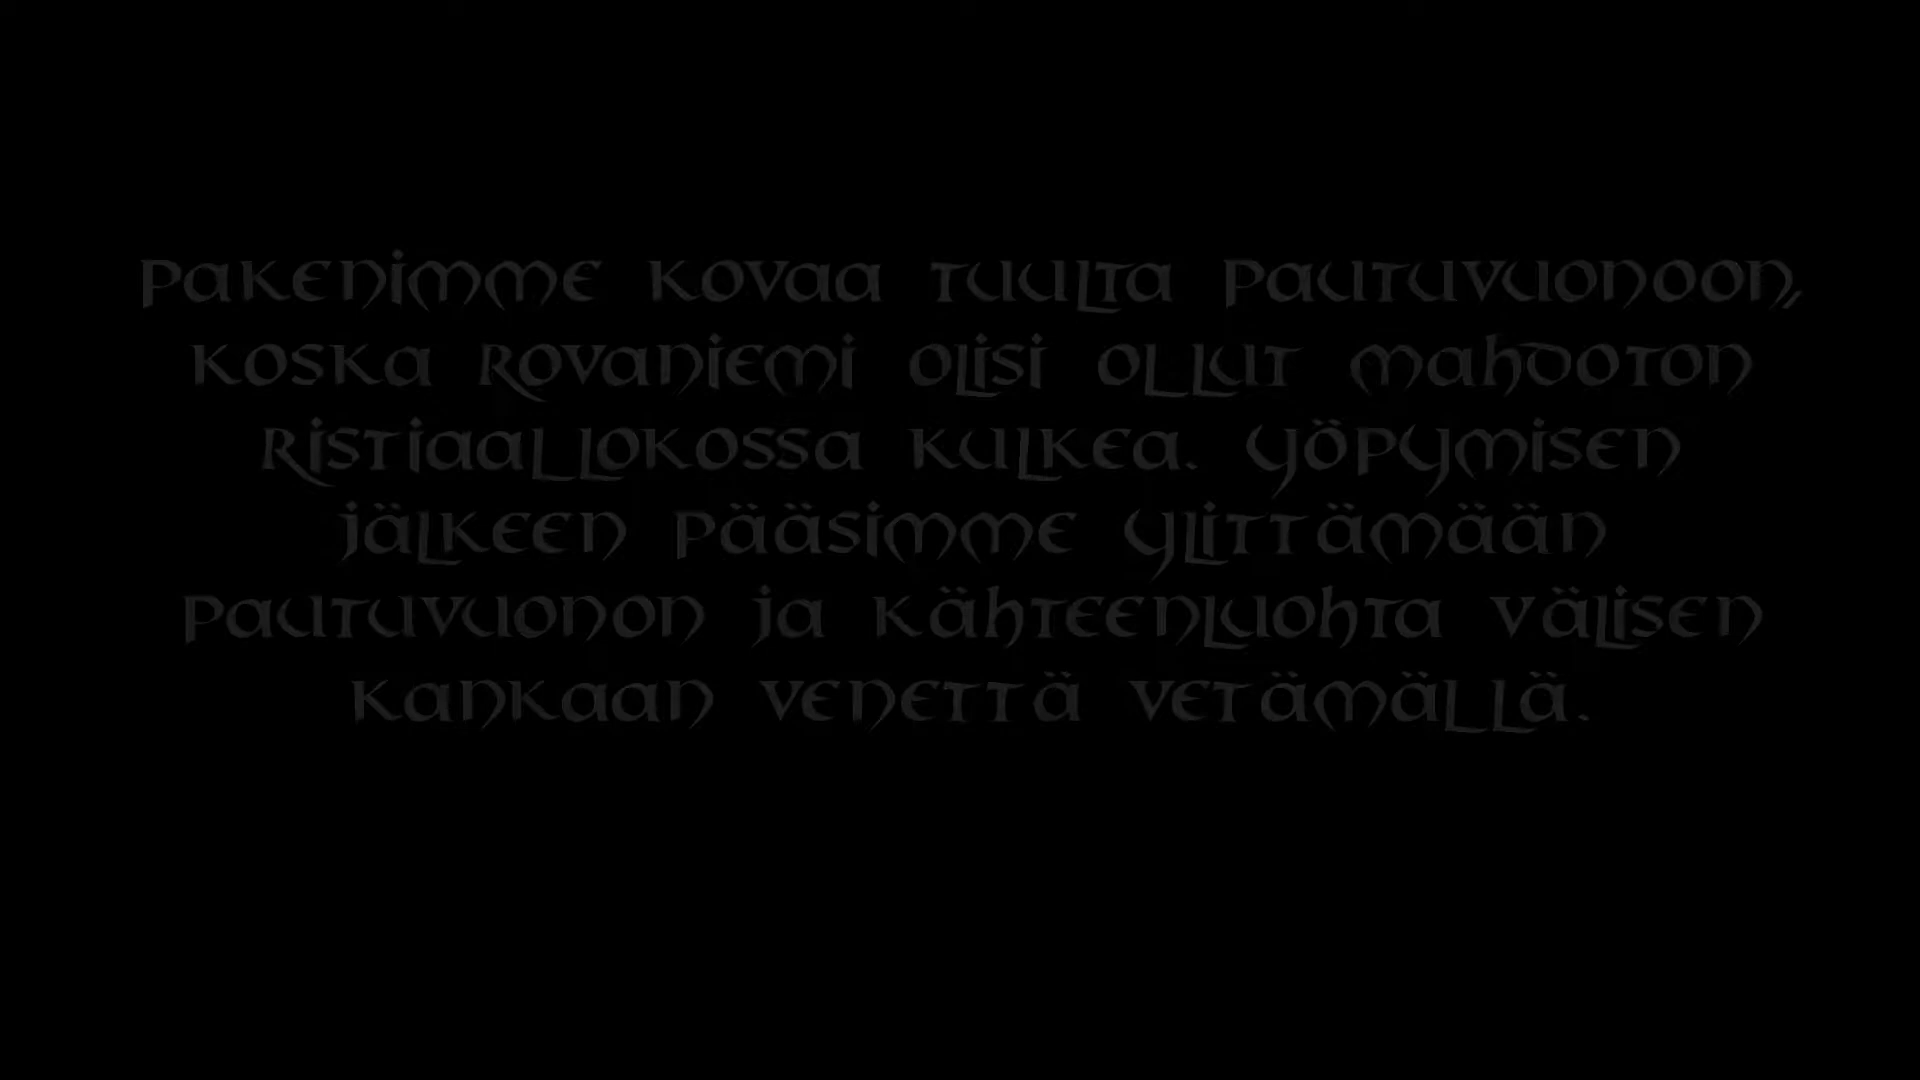 Pakenimme kovaa tuulta Pautuvuonoon,
koska Rovaniemi olisi ollut mahdoton
ristiaallokossa kulkea. Yöpymisen
jälkeen pääsimme ylittämään
Pautuvuonon ja Kähteenluohta välisen
kankaan venettä vetämällä.